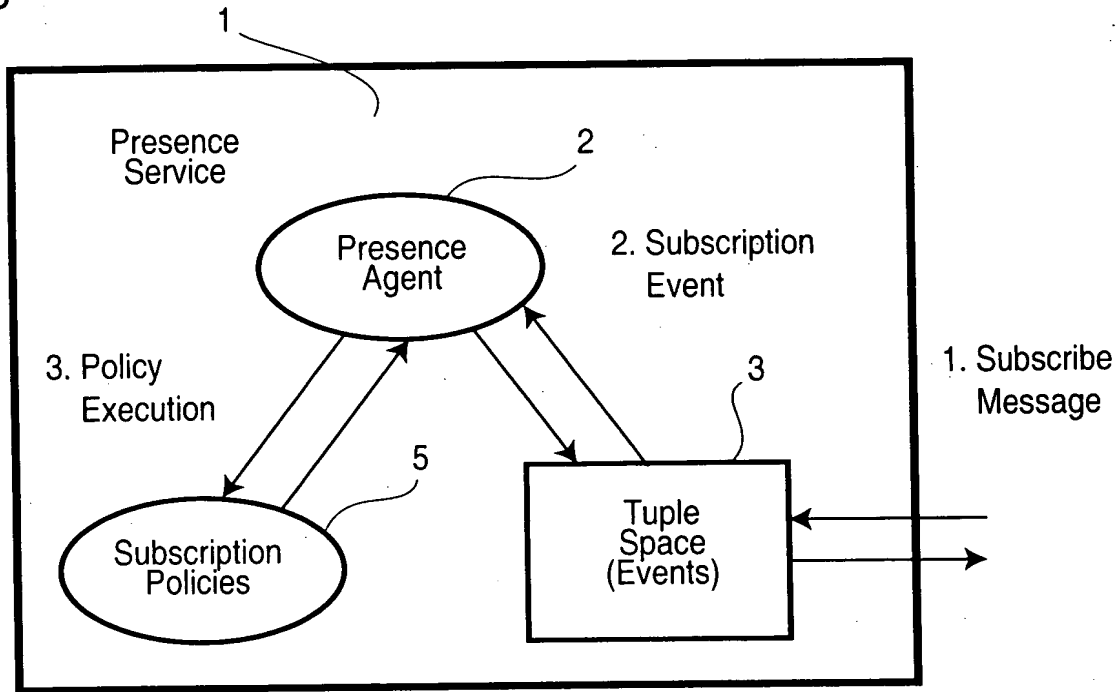 1
Presence
Service
2
Presence
Agent
2. Subscription
Event
3. Policy
Execution
3
1. Subscribe
Message
5
Tuple
Space
(Events)
Subscription
Policies